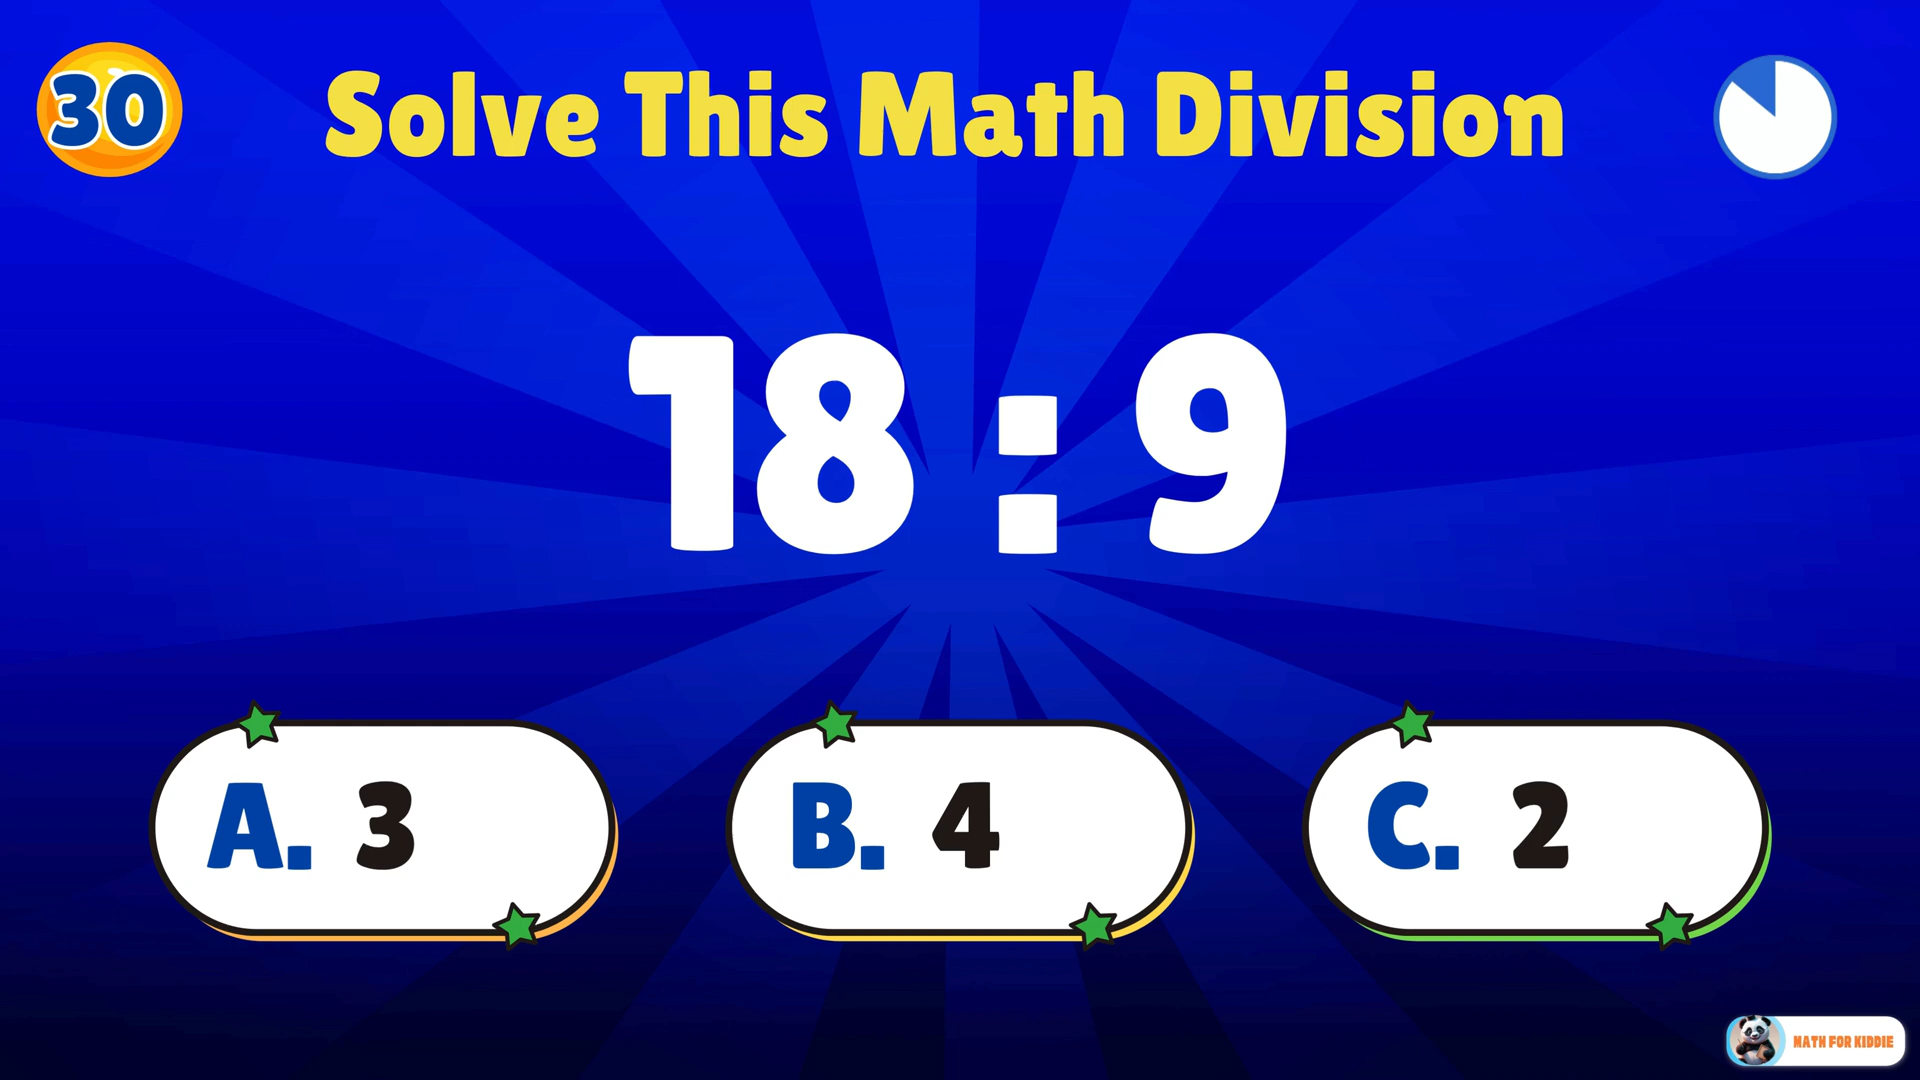 30
Solve This Math Division
18 : 9
A. 3
B. 4
C. 2
MATH FOR KIDDIE